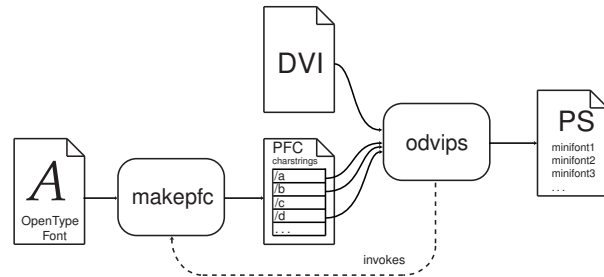 DVI
odvips
PS
minifont1
minifont2
minifont3
...
A
OpenType
Font
makepfc
PFC
charstrings
/a
/b
/c
/d
...
invokes